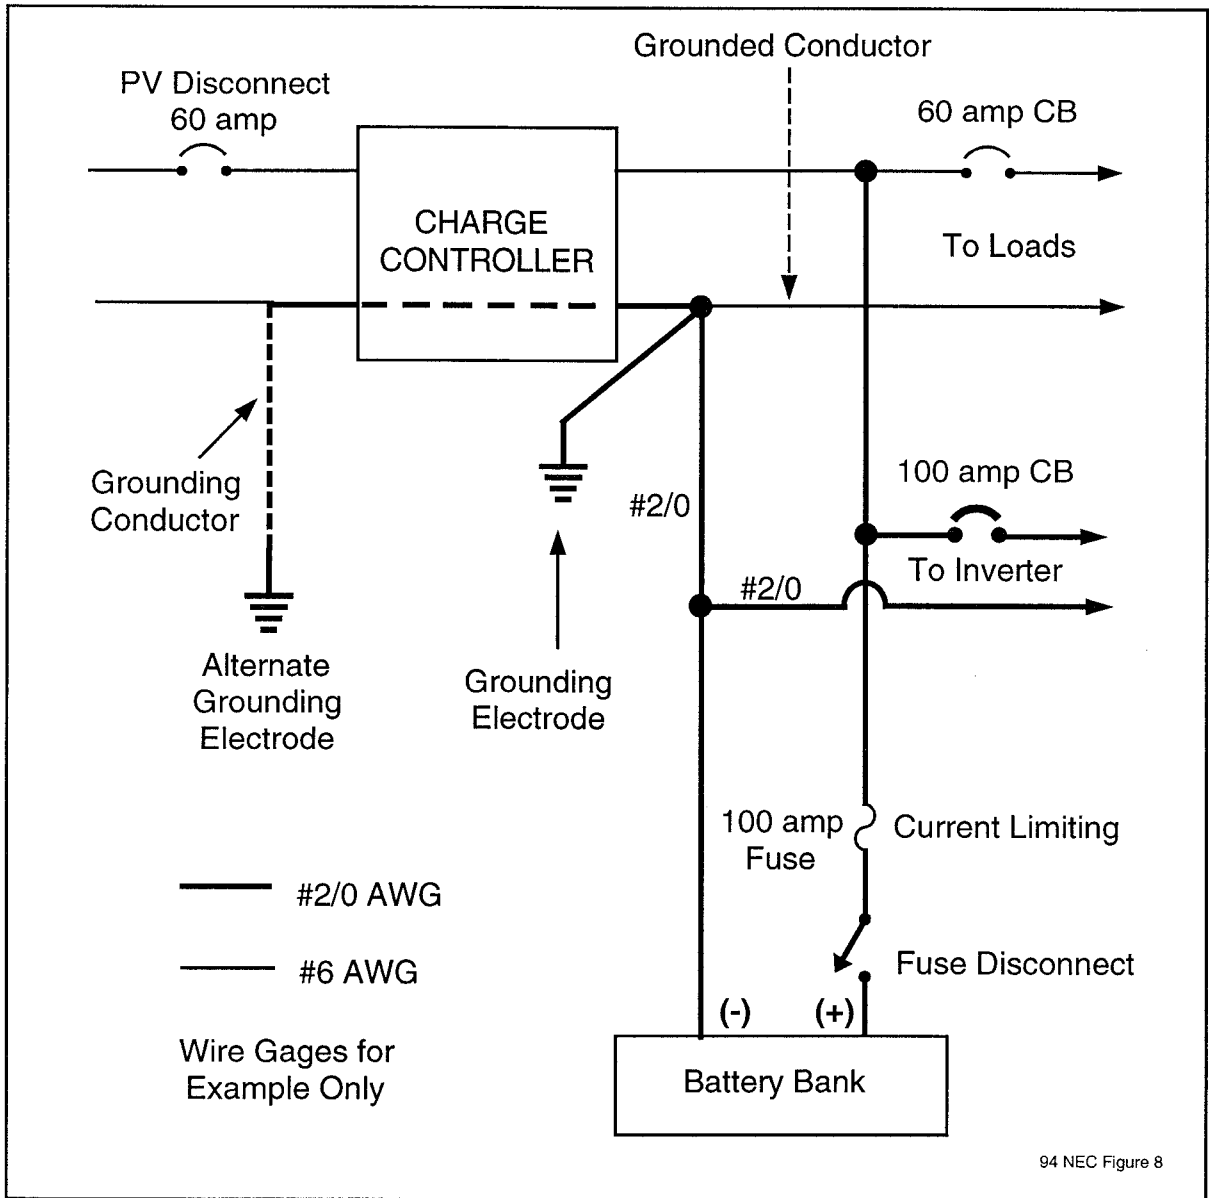 Grounded Conductor
PV Disconnect
60 amp
60 amp CB
CHARGE
CONTROLLER
To Loads
Grounding
Conductor
100 amp CB
#2/0
To Inverter
#2/0
Alternate
Grounding
Electrode
Grounding
Electrode
100 amp
Fuse
Current Limiting
#2/0 AWG
#6 AWG
Fuse Disconnect
(-)
(+)
Wire Gages for
Example Only
Battery Bank
94 NEC Figure 8